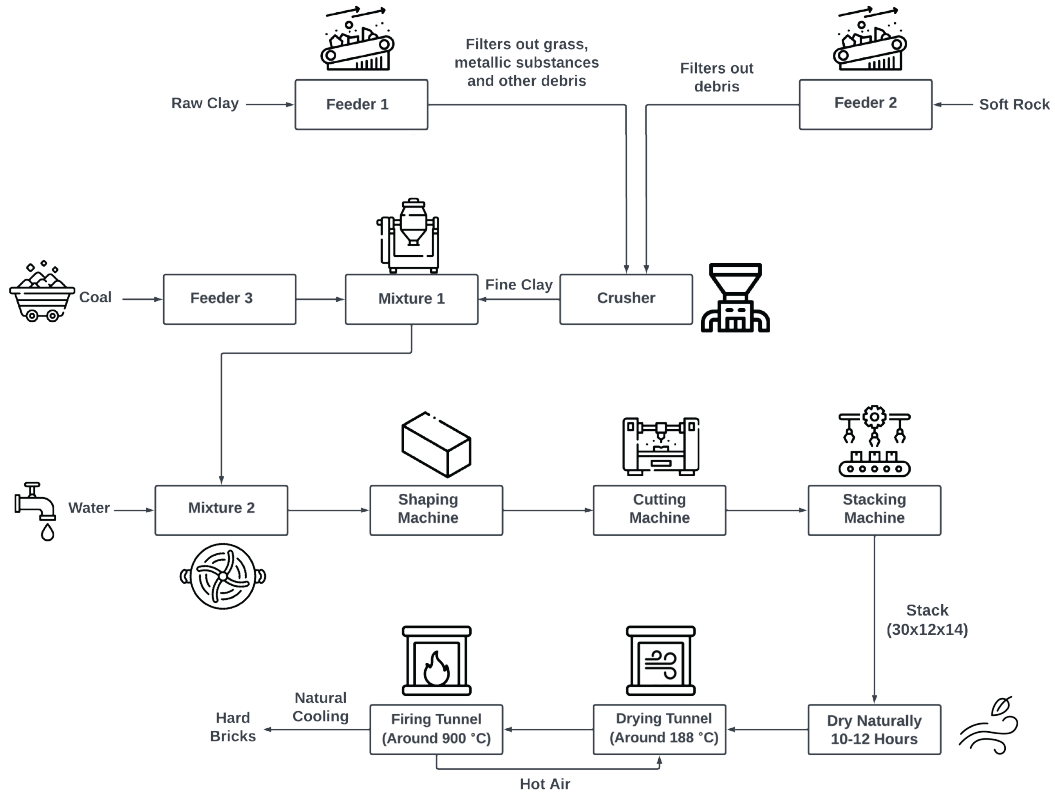 Filters out grass,
metallic substances
and other debris
Filters out
debris
Raw Clay
Feeder 1
Feeder 2
Soft Rock
Coal
Feeder 3
Mixture 1
Fine Clay
Crusher
Water
Mixture 2
Shaping
Machine
Cutting
Machine
Stacking
Machine
Stack
(30x12x14)
Hard
Bricks
Natural
Cooling
Firing Tunnel
(Around 900 °C)
Drying Tunnel
(Around 188 °C)
Dry Naturally
10-12 Hours
Hot Air